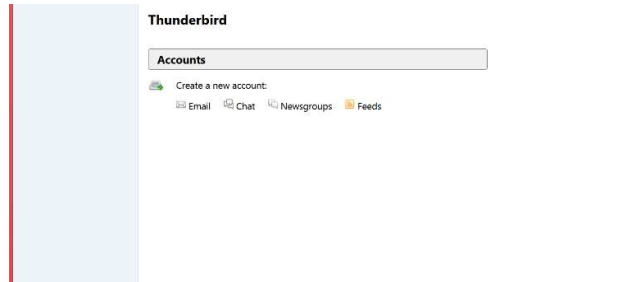 Thunderbird
Accounts
Create a new account:
Email Chat Newsgroups Feeds